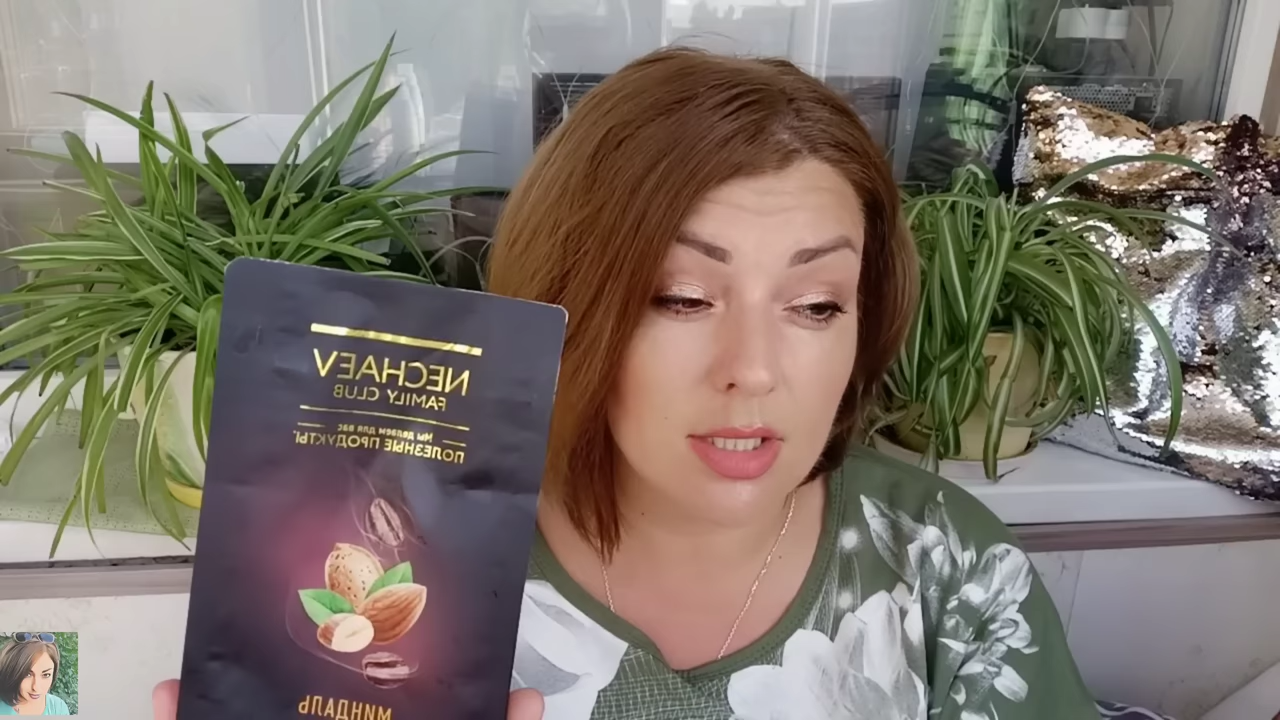 NECHAEV
FAMILY CLUB
Мы делаем для вас
ПОЛЕЗНЫЕ ПРОДУКТЫ
МИНДАЛЬ